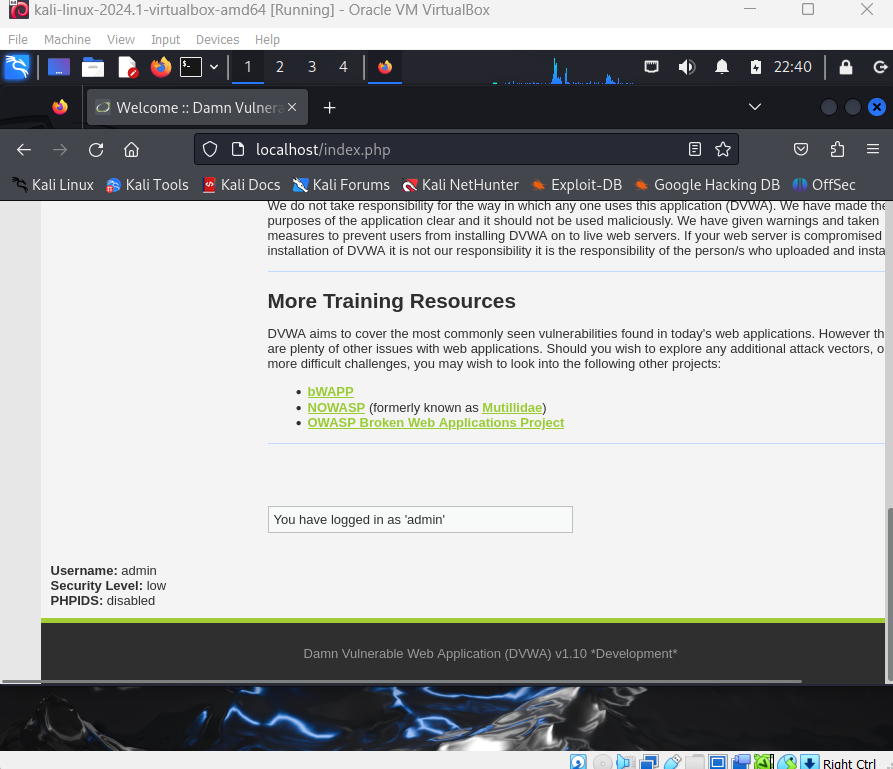 kali-linux-2024.1-virtualbox-amd64 [Running] - Oracle VM VirtualBox
File Machine View Input Devices Help
1 2 3 4 22:40
Welcome :: Damn Vulnera
localhost/index.php
Kali Linux Kali Tools Kali Docs Kali Forums Kali NetHunter Exploit-DB Google Hacking DB OffSec
We do not take responsibility for the way in which any one uses this application (DVWA). We have made the
purposes of the application clear and it should not be used maliciously. We have given warnings and taken
measures to prevent users from installing DVWA on to live web servers. If your web server is compromised
installation of DVWA it is not our responsibility it is the responsibility of the person/s who uploaded and insta
More Training Resources
DVWA aims to cover the most commonly seen vulnerabilities found in today's web applications. However th
are plenty of other issues with web applications. Should you wish to explore any additional attack vectors, o
more difficult challenges, you may wish to look into the following other projects:
• bWAPP
• NOWASP (formerly known as Mutillidae)
• OWASP Broken Web Applications Project
You have logged in as 'admin'
Username: admin
Security Level: low
PHPIDS: disabled
Damn Vulnerable Web Application (DVWA) v1.10 *Development*
Right Ctrl